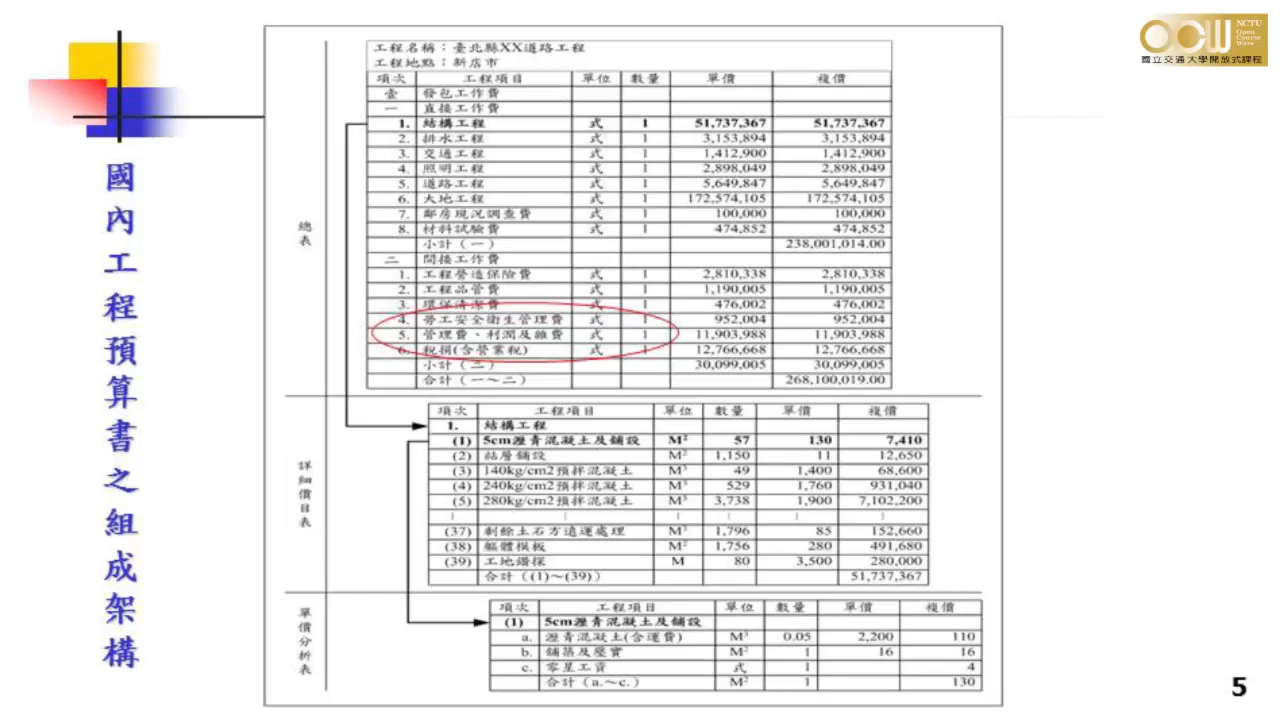 NCTU
Open
Course
Ware
OCW
國立交通大學開放式課程
國內工程預算書之組成架構
總表
工程名稱：臺北縣XX道路工程
工程地點：新店市
項次 工程項目 單位 數量 單價 複價
壹 發包工作費
一 直接工作費
1. 結構工程 式 1 51,737,367 51,737,367
2. 排水工程 式 1 3,153,894 3,153,894
3. 交通工程 式 1 1,412,900 1,412,900
4. 照明工程 式 1 2,898,049 2,898,049
5. 道路工程 式 1 5,649,847 5,649,847
6. 大地工程 式 1 172,574,105 172,574,105
7. 鄰房現況調查費 式 1 100,000 100,000
8. 材料試驗費 式 1 474,852 474,852
小計（一） 238,001,014.00
二 間接工作費
1. 工程營造保險費 式 1 2,810,338 2,810,338
2. 工程品管費 式 1 1,190,005 1,190,005
3. 環保清潔費 式 1 476,002 476,002
4. 勞工安全衛生管理費 式 1 952,004 952,004
5. 管理費、利潤及雜費 式 1 11,903,988 11,903,988
6. 稅捐(含營業稅) 式 1 12,766,668 12,766,668
小計（二） 30,099,005 30,099,005
合計（一～二） 268,100,019.00
詳細價目表
項次 工程項目 單位 數量 單價 複價
1. 結構工程
(1) 5cm瀝青混凝土及舖設 M² 57 130 7,410
(2) 黏層舖設 M² 1,150 11 12,650
(3) 140kg/cm2預拌混凝土 M³ 49 1,400 68,600
(4) 240kg/cm2預拌混凝土 M³ 529 1,760 931,040
(5) 280kg/cm2預拌混凝土 M³ 3,738 1,900 7,102,200
| | | | | |
(37) 剩餘土石方遠運處理 M³ 1,796 85 152,660
(38) 軀體模板 M² 1,756 280 491,680
(39) 工地鑽探 M 80 3,500 280,000
合計（(1)～(39)） 51,737,367
單價分析表
項次 工程項目 單位 數量 單價 複價
(1) 5cm瀝青混凝土及舖設
a. 瀝青混凝土(含運費) M³ 0.05 2,200 110
b. 舖築及壓實 M² 1 16 16
c. 零星工資 式 1 4
合計（a.～c.） M² 1 130
5